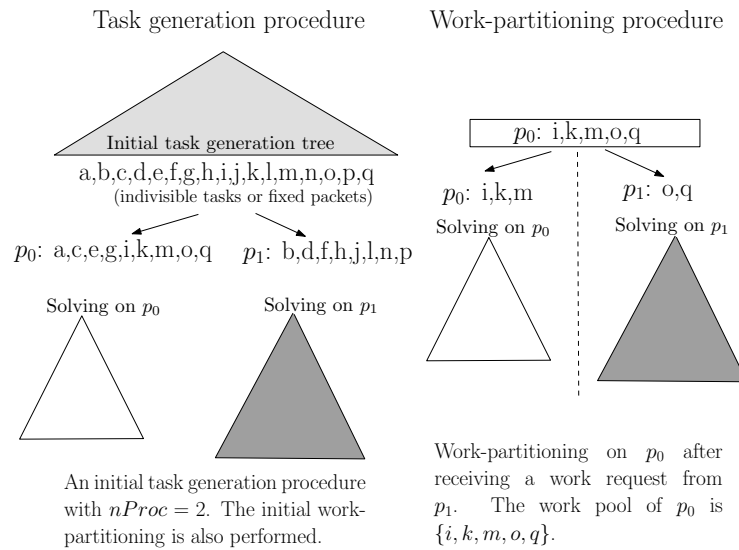 Task generation procedure
Initial task generation tree
a,b,c,d,e,f,g,h,i,j,k,l,m,n,o,p,q
(indivisible tasks or fixed packets)
p₀: a,c,e,g,i,k,m,o,q
p₁: b,d,f,h,j,l,n,p
Solving on p₀
Solving on p₁
An initial task generation procedure
with nProc = 2. The initial work-
partitioning is also performed.
Work-partitioning procedure
p₀: i,k,m,o,q
p₀: i,k,m
p₁: o,q
Solving on p₀
Solving on p₁
Work-partitioning on p₀ after
receiving a work request from
p₁. The work pool of p₀ is
{i, k, m, o, q}.